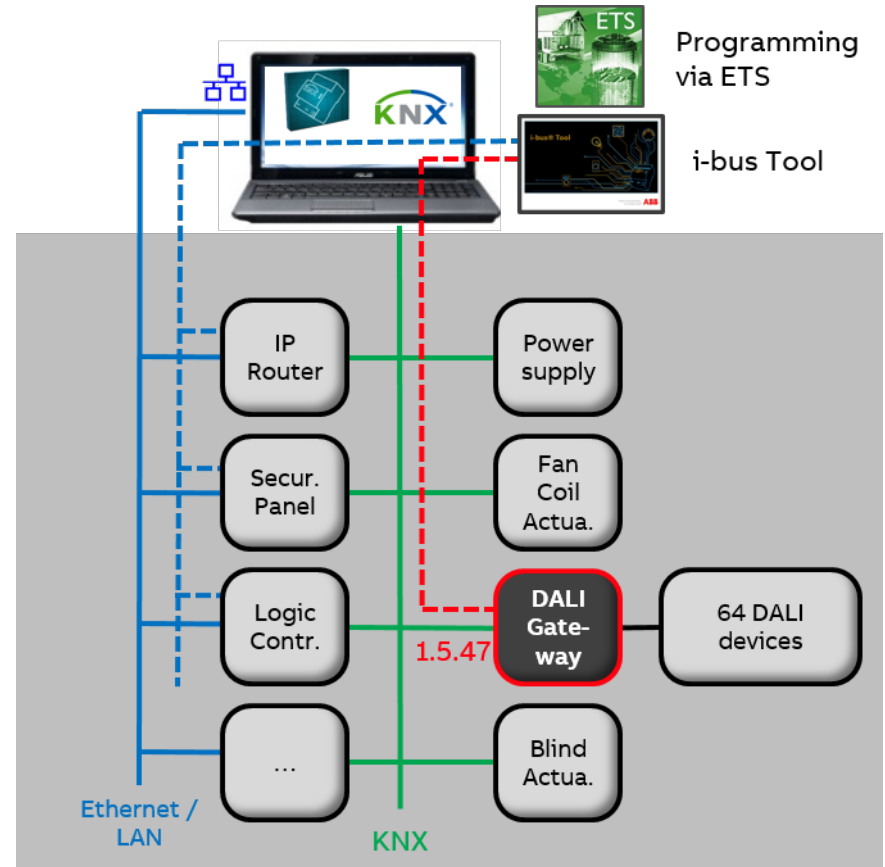 ETS
Programming
via ETS
KNX
ASUS
i-bus® Tool
ABB
i-bus Tool
IP
Router
Power
supply
Secur.
Panel
Fan
Coil
Actua.
Logic
Contr.
1.5.47
DALI
Gate-
way
64 DALI
devices
...
Blind
Actua.
Ethernet /
LAN
KNX